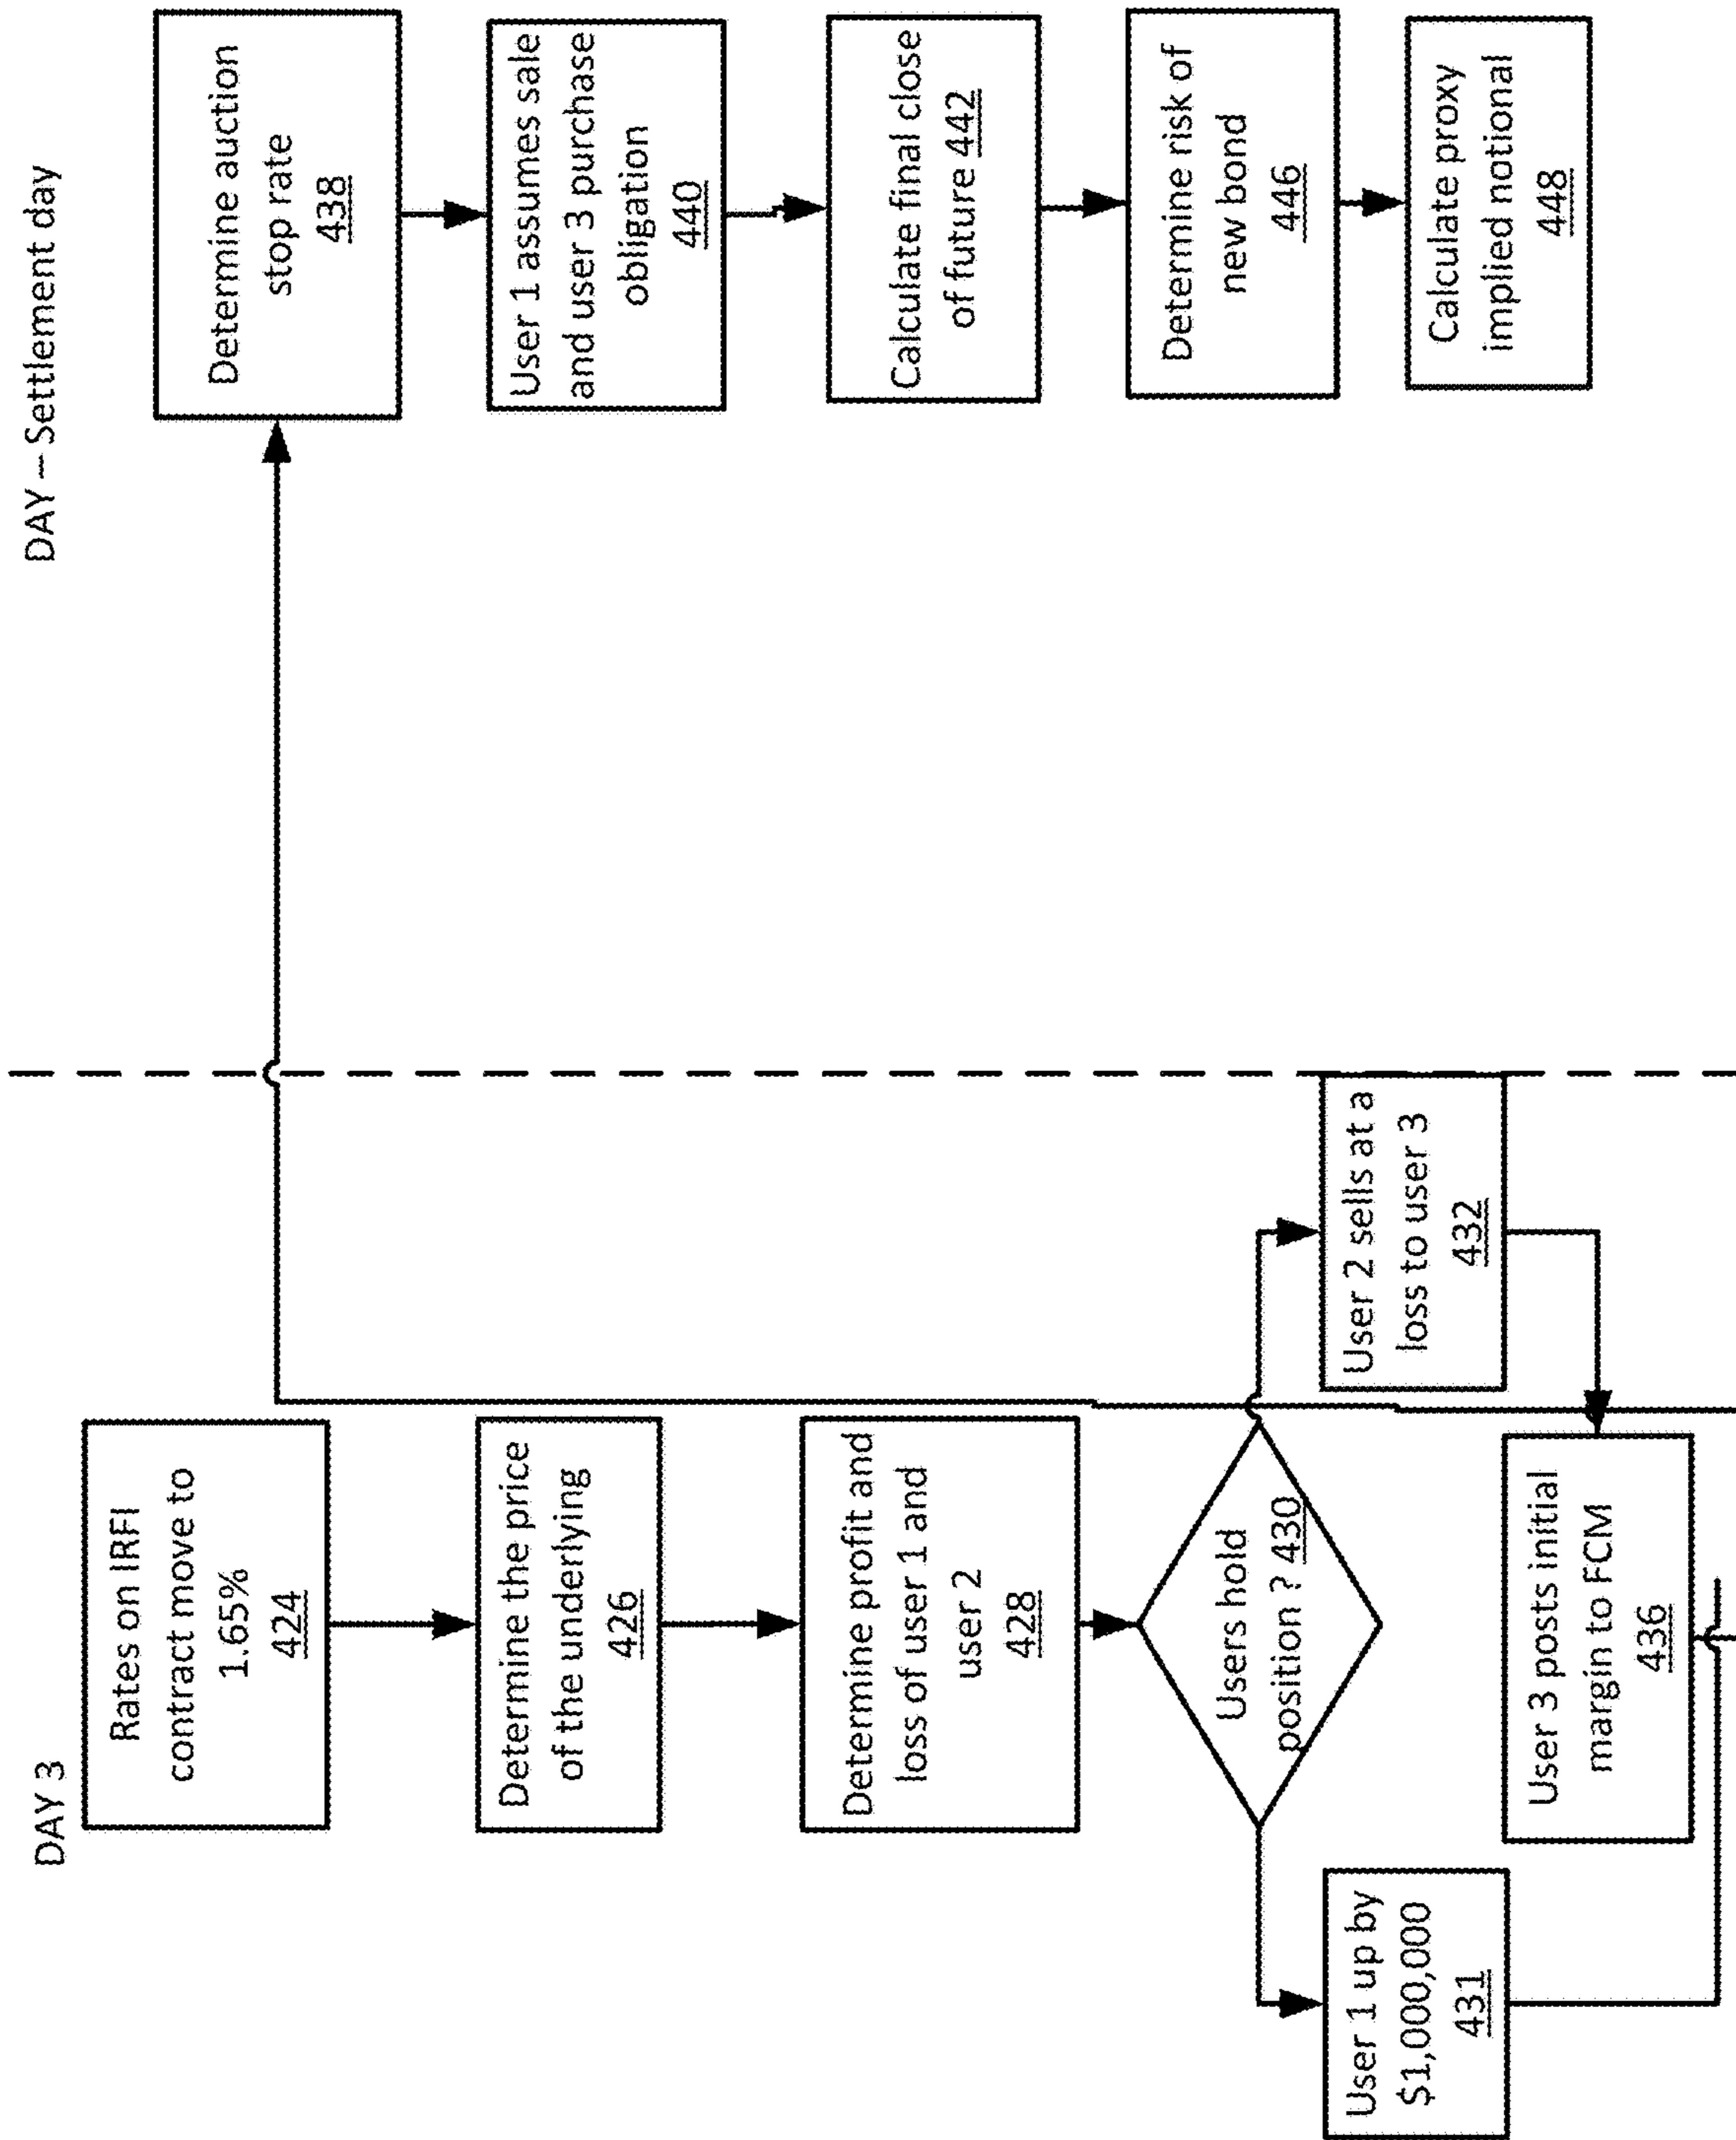 DAY 3
Rates on IRFI
contract move to
1.65%
424
Determine the price
of the underlying
426
Determine profit and
loss of user 1 and
user 2
428
Users hold
position ? 430
User 1 up by
$1,000,000
431
User 2 sells at a
loss to user 3
432
User 3 posts initial
margin to FCM
436
DAY – Settlement day
Determine auction
stop rate
438
User 1 assumes sale
and user 3 purchase
obligation
440
Calculate final close
of future 442
Determine risk of
new bond
446
Calculate proxy
implied notional
448